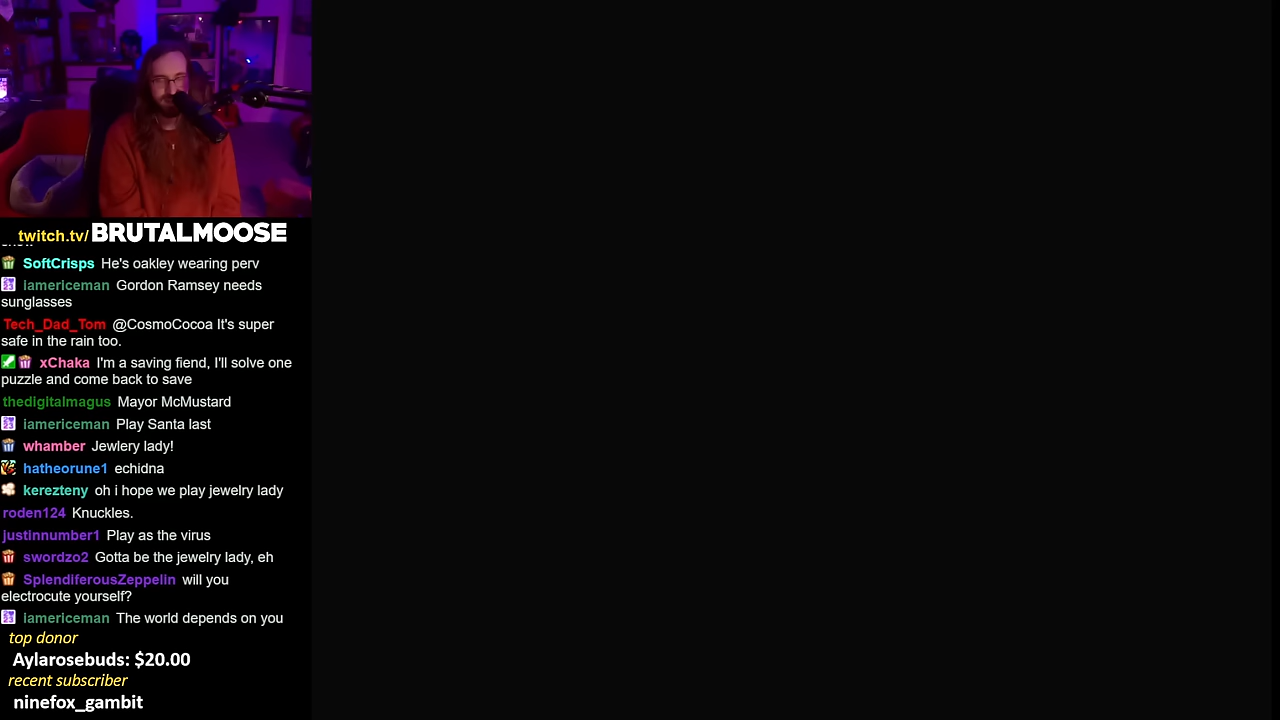 twitch.tv/BRUTALMOOSE
SoftCrisps He's oakley wearing perv
iamericeman Gordon Ramsey needs
sunglasses
Tech_Dad_Tom @CosmoCocoa It's super
safe in the rain too.
xChaka I'm a saving fiend, I'll solve one
puzzle and come back to save
thedigitalmagus Mayor McMustard
iamericeman Play Santa last
whamber Jewlery lady!
hatheorune1 echidna
kerezteny oh i hope we play jewelry lady
roden124 Knuckles.
justinnumber1 Play as the virus
swordzo2 Gotta be the jewelry lady, eh
SplendiferousZeppelin will you
electrocute yourself?
iamericeman The world depends on you
top donor
Aylarosebuds: $20.00
recent subscriber
ninefox_gambit